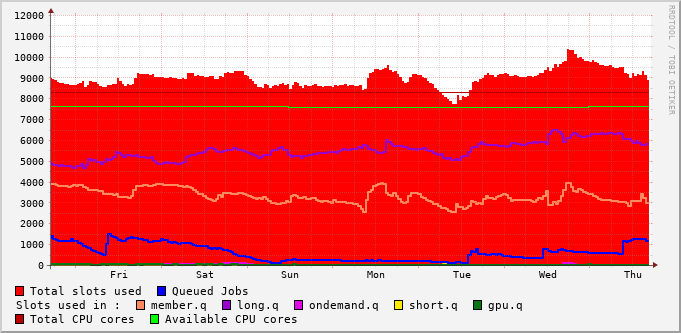 12000
11000
10000
9000
8000
7000
6000
5000
4000
3000
2000
1000
0
Fri Sat Sun Mon Tue Wed Thu
RRDTOOL / TOBI OETIKER
Total slots used Queued Jobs
Slots used in : member.q long.q ondemand.q short.q gpu.q
Total CPU cores Available CPU cores